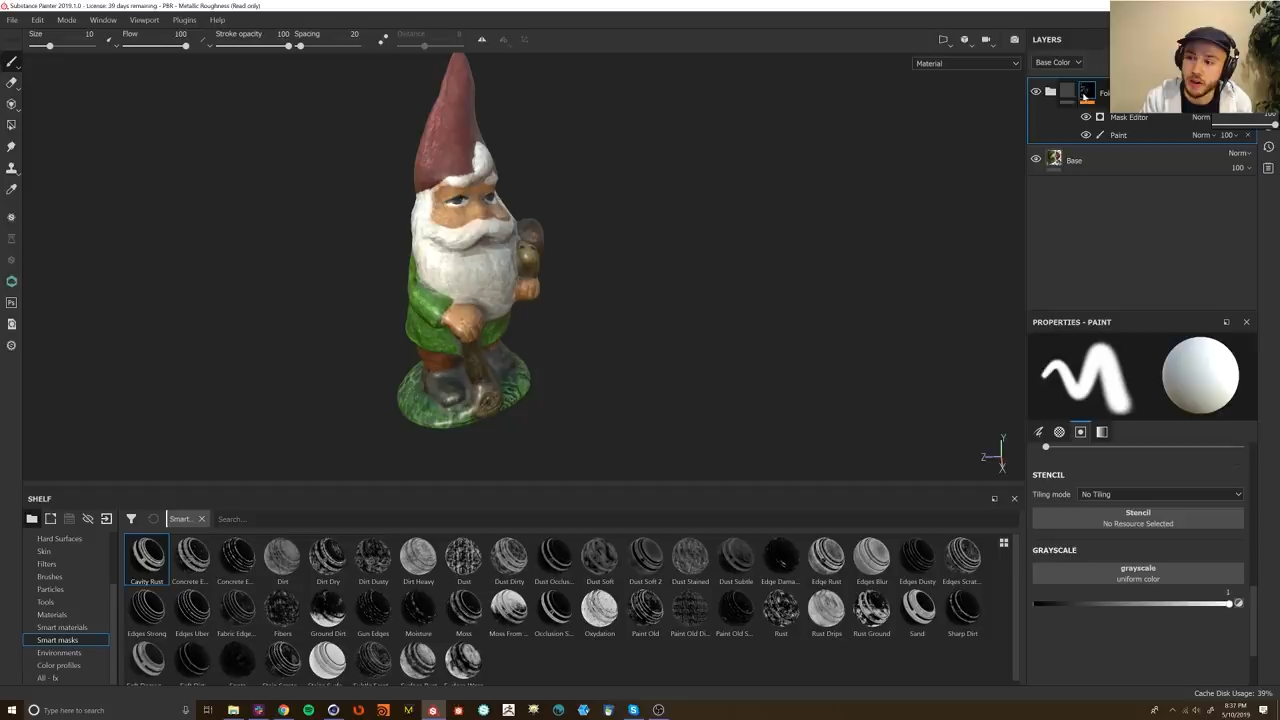 Substance Painter 2019.1.0 - License: 39 days remaining - PBR - Metallic Roughness (Read only)
File Edit Mode Window Viewport Plugins Help
Size 10 Flow 100 Stroke opacity 100 Spacing 20 Distance 8
Material
LAYERS
Base Color
Fol
Mask Editor Norm 100
Paint Norm 100
Base Norm
100
PROPERTIES - PAINT
STENCIL
Tiling mode No Tiling
Stencil
No Resource Selected
GRAYSCALE
grayscale
uniform color
1
Y
Z
X
SHELF
Smart...
Search...
Hard Surfaces
Skin
Filters
Brushes
Particles
Tools
Materials
Smart materials
Smart masks
Environments
Color profiles
All - fx
Cavity Rust Concrete E... Concrete E... Dirt Dirt Dry Dirt Dusty Dirt Heavy Dust Dust Dirty Dust Occlus... Dust Soft Dust Soft 2 Dust Stained Dust Subtle Edge Dama... Edge Rust Edges Blur Edges Dusty Edges Scrat...
Edges Strong Edges Uber Fabric Edge... Fibers Ground Dirt Gun Edges Moisture Moss Moss From ... Occlusion S... Oxydation Paint Old Paint Old Di... Paint Old S... Rust Rust Drips Rust Ground Sand Sharp Dirt
Cache Disk Usage: 39%
Type here to search
8:37 PM
5/10/2019